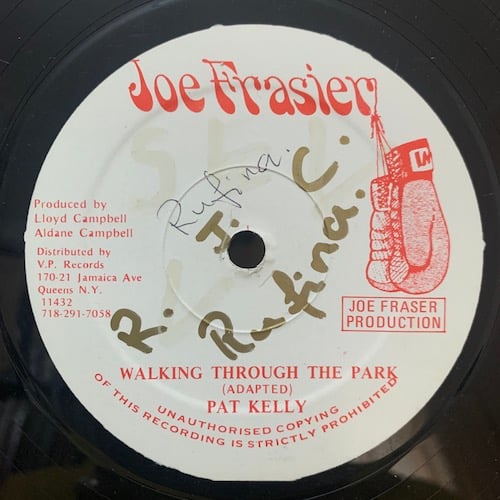 Joe Frasier
Rufina.
R. I. C.
Rufina.
Produced by
Lloyd Campbell
Aldane Campbell
Distributed by
V.P. Records
170-21 Jamaica Ave
Queens N.Y.
11432
718-291-7058
JOE FRASER
PRODUCTION
WALKING THROUGH THE PARK
(ADAPTED)
PAT KELLY
UNAUTHORISED COPYING
OF THIS RECORDING IS STRICTLY PROHIBITED